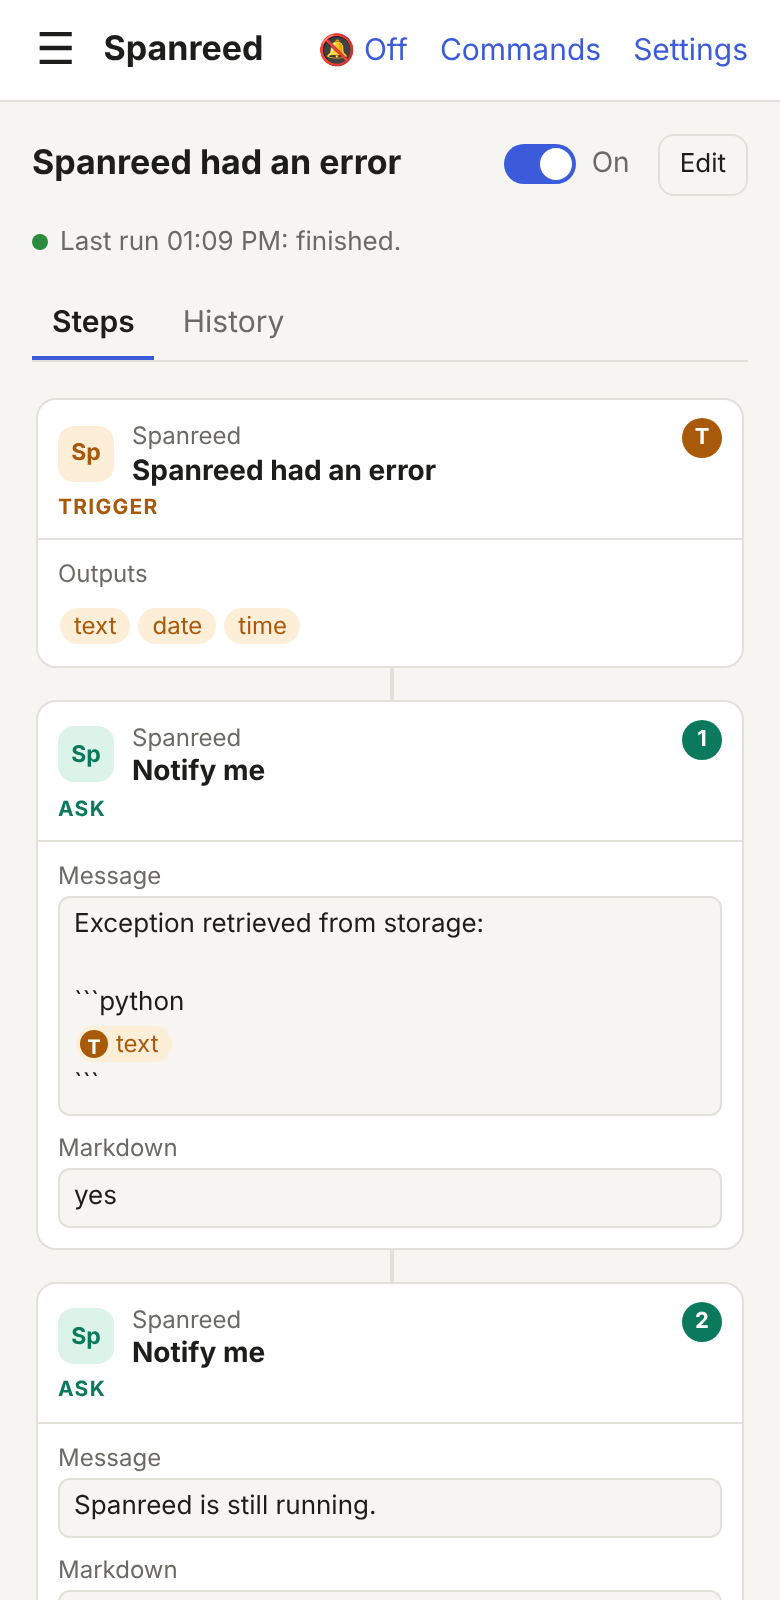 ☰ Spanreed 🔕 Off Commands Settings
Spanreed had an error On Edit
Last run 01:09 PM: finished.
Steps History
Sp Spanreed T
Spanreed had an error
TRIGGER
Outputs
text date time
Sp Spanreed 1
Notify me
ASK
Message
Exception retrieved from storage:
```python
T text
```
Markdown
yes
Sp Spanreed 2
Notify me
ASK
Message
Spanreed is still running.
Markdown